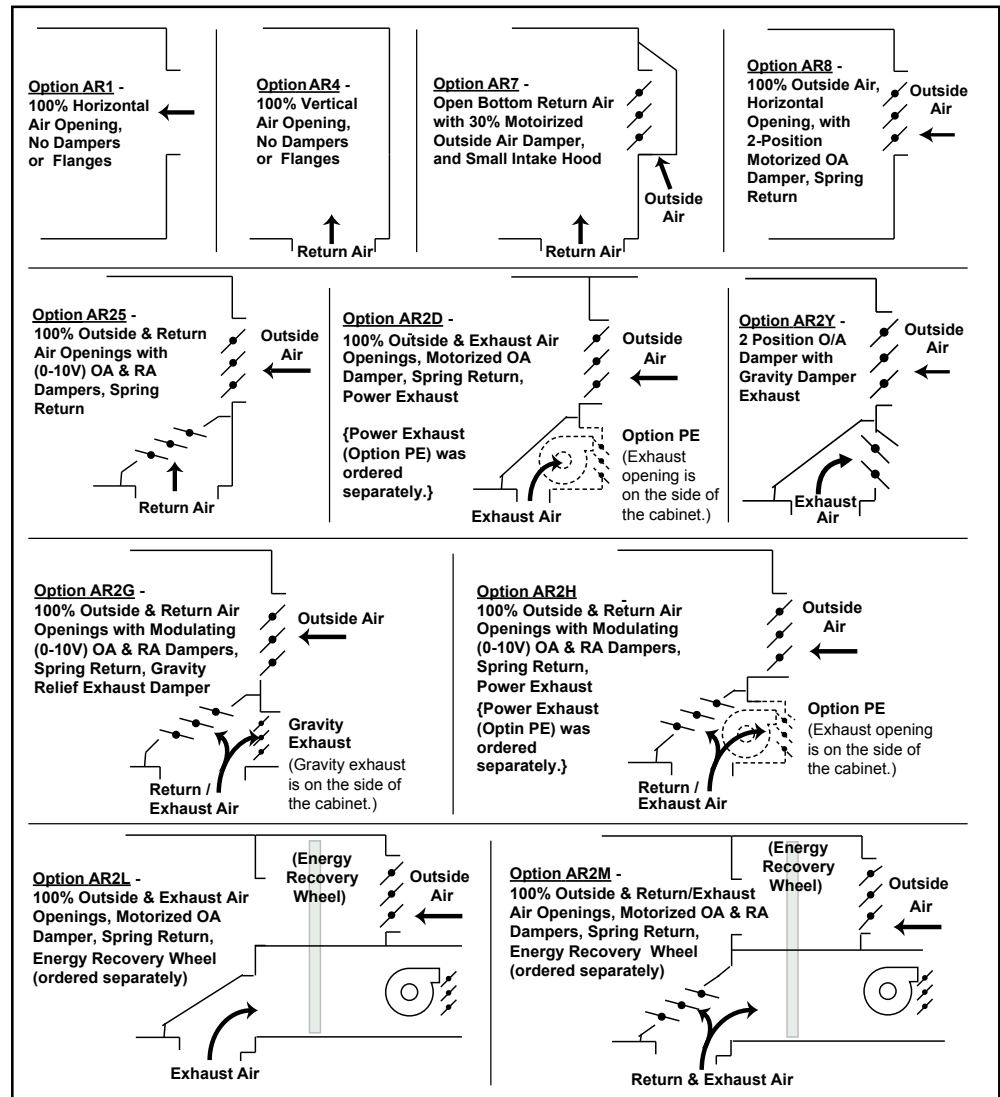 Option AR1 -
100% Horizontal
Air Opening,
No Dampers
or Flanges
Option AR4 -
100% Vertical
Air Opening,
No Dampers
or Flanges
Return Air
Option AR7 -
Open Bottom Return Air
with 30% Motoirized
Outside Air Damper,
and Small Intake Hood
Outside
Air
Return Air
Option AR8 -
100% Outside Air,
Horizontal
Opening, with
2-Position
Motorized OA
Damper, Spring
Return
Outside
Air
Option AR25 -
100% Outside & Return
Air Openings with
(0-10V) OA & RA
Dampers, Spring
Return
Outside
Air
Return Air
Option AR2D -
100% Outside & Exhaust Air
Openings, Motorized OA
Damper, Spring Return,
Power Exhaust
{Power Exhaust
(Option PE) was
ordered
separately.}
Outside
Air
Option PE
(Exhaust
opening is
on the side of
the cabinet.)
Exhaust Air
Option AR2Y -
2 Position O/A
Damper with
Gravity Damper
Exhaust
Outside
Air
Exhaust
Air
Option AR2G -
100% Outside & Return Air
Openings with Modulating
(0-10V) OA & RA Dampers,
Spring Return, Gravity
Relief Exhaust Damper
Outside Air
Gravity
Exhaust
(Gravity exhaust
is on the side of
the cabinet.)
Return /
Exhaust Air
Option AR2H -
100% Outside & Return Air
Openings with Modulating
(0-10V) OA & RA Dampers,
Spring Return,
Power Exhaust
{Power Exhaust
(Optin PE) was
ordered
separately.}
Outside
Air
Option PE
(Exhaust opening
is on the side of
the cabinet.)
Return /
Exhaust Air
Option AR2L -
100% Outside & Exhaust Air
Openings, Motorized OA
Damper, Spring Return,
Energy Recovery Wheel
(ordered separately)
(Energy
Recovery
Wheel)
Outside
Air
Exhaust Air
Option AR2M -
100% Outside & Return/Exhaust
Air Openings, Motorized OA & RA
Dampers, Spring Return,
Energy Recovery Wheel
(ordered separately)
(Energy
Recovery
Wheel)
Outside
Air
Return & Exhaust Air